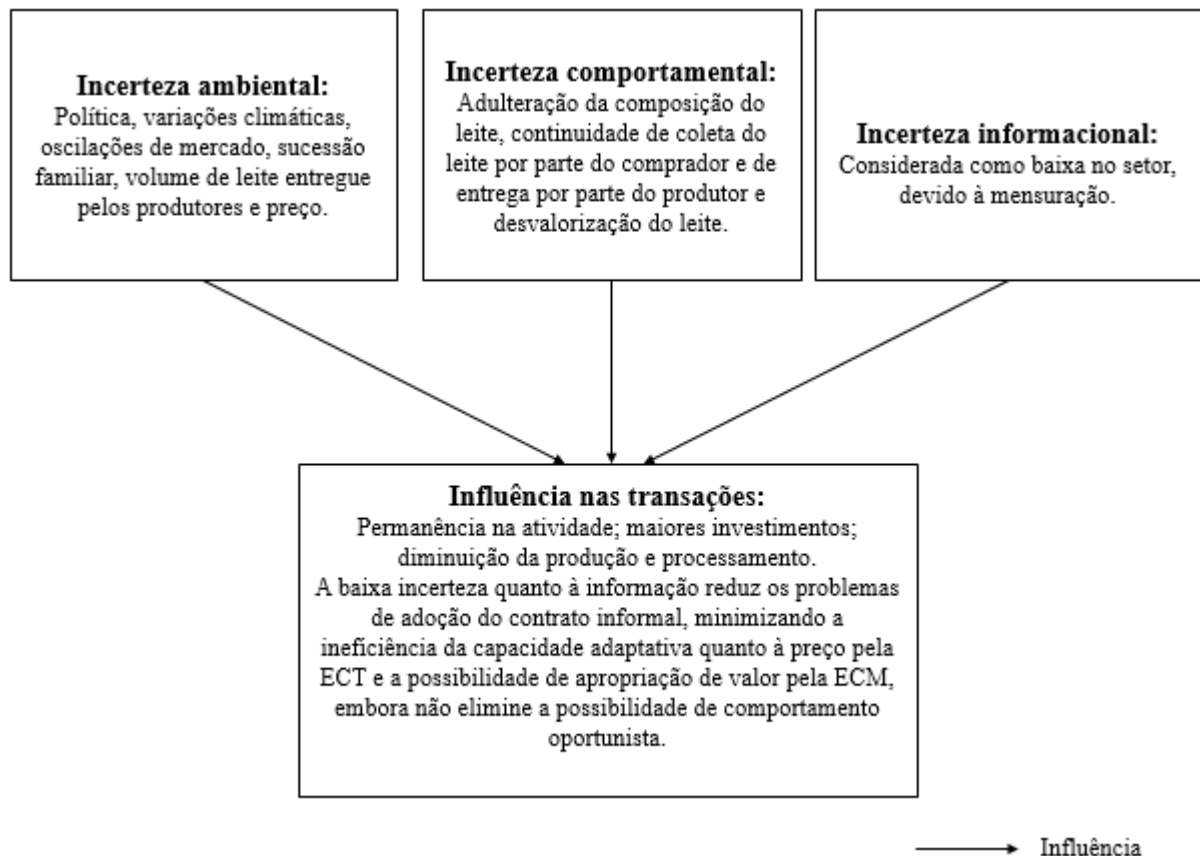 Incerteza ambiental:
Política, variações climáticas,
oscilações de mercado, sucessão
familiar, volume de leite entregue
pelos produtores e preço.
Incerteza comportamental:
Adulteração da composição do
leite, continuidade de coleta do
leite por parte do comprador e de
entrega por parte do produtor e
desvalorização do leite.
Incerteza informacional:
Considerada como baixa no setor,
devido à mensuração.
Influência nas transações:
Permanência na atividade; maiores investimentos;
diminuição da produção e processamento.
A baixa incerteza quanto à informação reduz os problemas
de adoção do contrato informal, minimizando a
ineficiência da capacidade adaptativa quanto à preço pela
ECT e a possibilidade de apropriação de valor pela ECM,
embora não elimine a possibilidade de comportamento
oportunista.
Influência